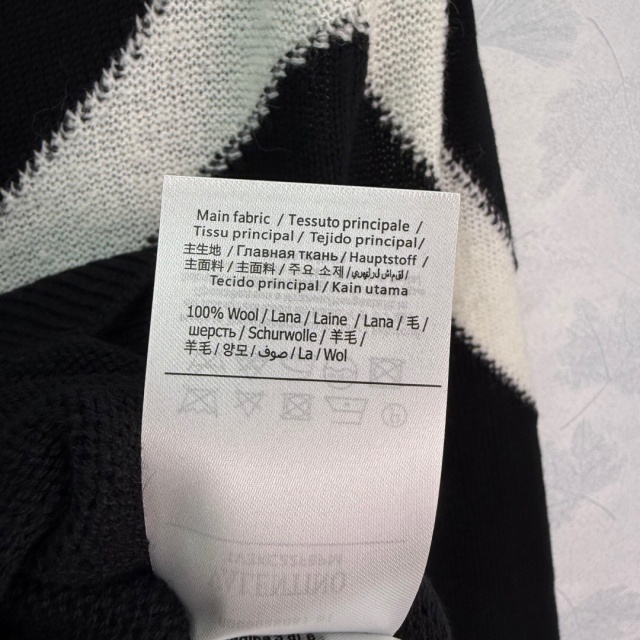 Main fabric / Tessuto principale /
Tissu principal / Tejido principal/
主生地 / Главная ткань / Hauptstoff /
主面料 / 主面料 / 주요 소재 /
Tecido principal / Kain utama
100% Wool / Lana / Laine / Lana / 毛 /
шерсть / Schurwolle / 羊毛 /
羊毛 / 양모 / صوف / La / Wol
VALENTINO